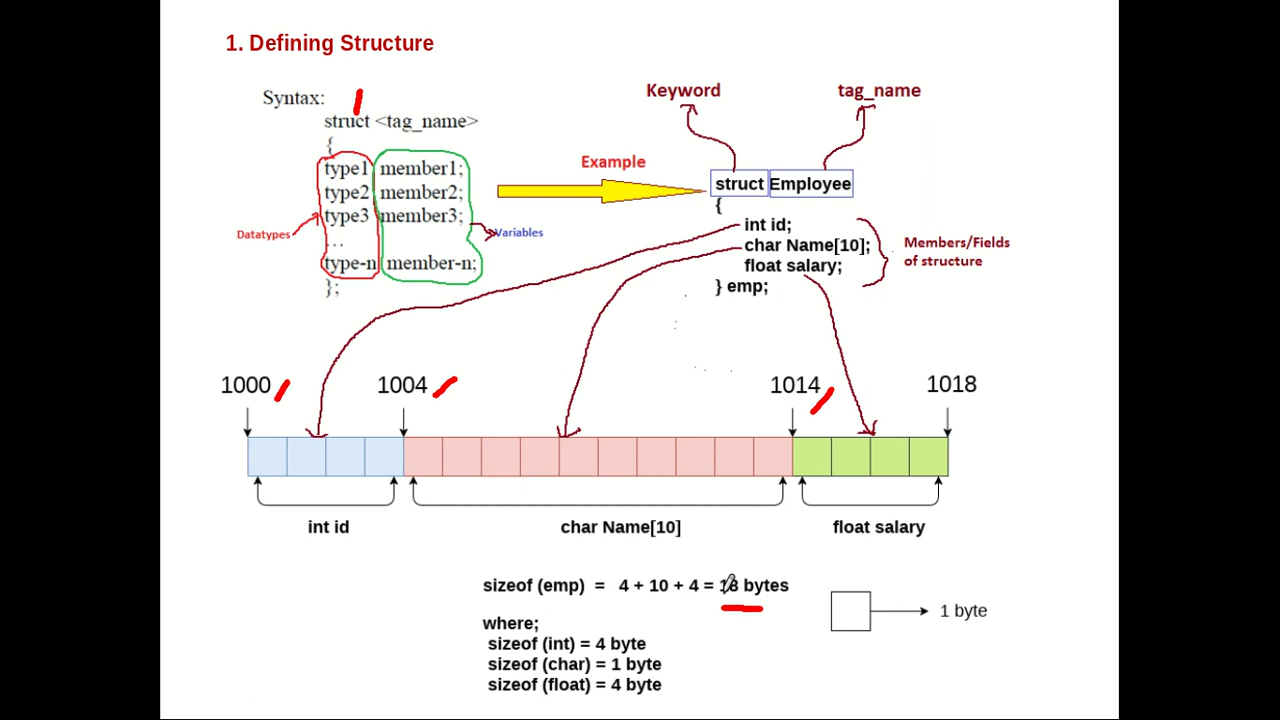 1. Defining Structure
Syntax:
struct <tag_name>
{
type1 member1;
type2 member2;
type3 member3;
...
type-n member-n;
};
Datatypes
Variables
Example
Keyword
tag_name
struct Employee
{
int id;
char Name[10];
float salary;
} emp;
Members/Fields
of structure
1000
1004
1014
1018
int id
char Name[10]
float salary
sizeof (emp) = 4 + 10 + 4 = 18 bytes
where;
sizeof (int) = 4 byte
sizeof (char) = 1 byte
sizeof (float) = 4 byte
1 byte